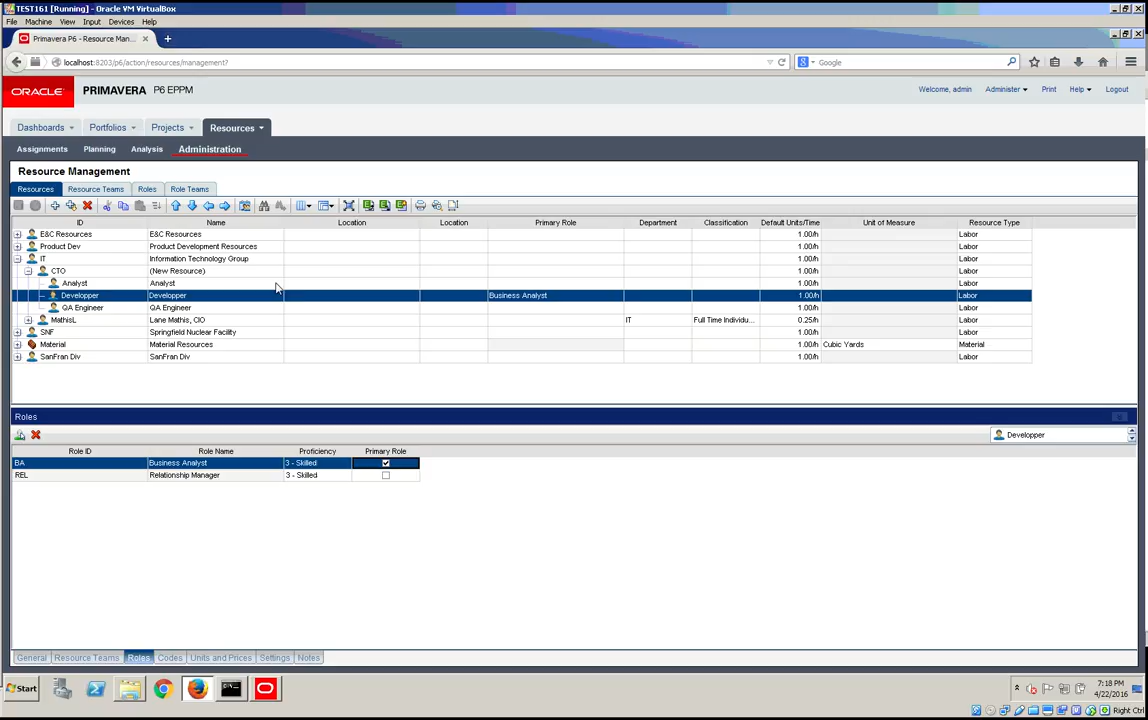 TEST161 [Running] - Oracle VM VirtualBox
File Machine View Input Devices Help
Primavera P6 - Resource Man...
localhost:8203/p6/action/resources/management?
Google
ORACLE PRIMAVERA P6 EPPM
Welcome, admin Administer Print Help Logout
Dashboards Portfolios Projects Resources
Assignments Planning Analysis Administration
Resource Management
Resources Resource Teams Roles Role Teams
ID Name Location Location Primary Role Department Classification Default Units/Time Unit of Measure Resource Type
E&C Resources E&C Resources 1.00/h Labor
Product Dev Product Development Resources 1.00/h Labor
IT Information Technology Group 1.00/h Labor
CTO (New Resource) 1.00/h Labor
Analyst Analyst 1.00/h Labor
Developper Developper Business Analyst 1.00/h Labor
QA Engineer QA Engineer 1.00/h Labor
MathisL Lane Mathis, CIO IT Full Time Individu... 0.25/h Labor
SNF Springfield Nuclear Facility 1.00/h Labor
Material Material Resources 1.00/h Cubic Yards Material
SanFran Div SanFran Div 1.00/h Labor
Roles
Developper
Role ID Role Name Proficiency Primary Role
BA Business Analyst 3 - Skilled
REL Relationship Manager 3 - Skilled
General Resource Teams Roles Codes Units and Prices Settings Notes
Start
7:18 PM
4/22/2016
Right Ctrl